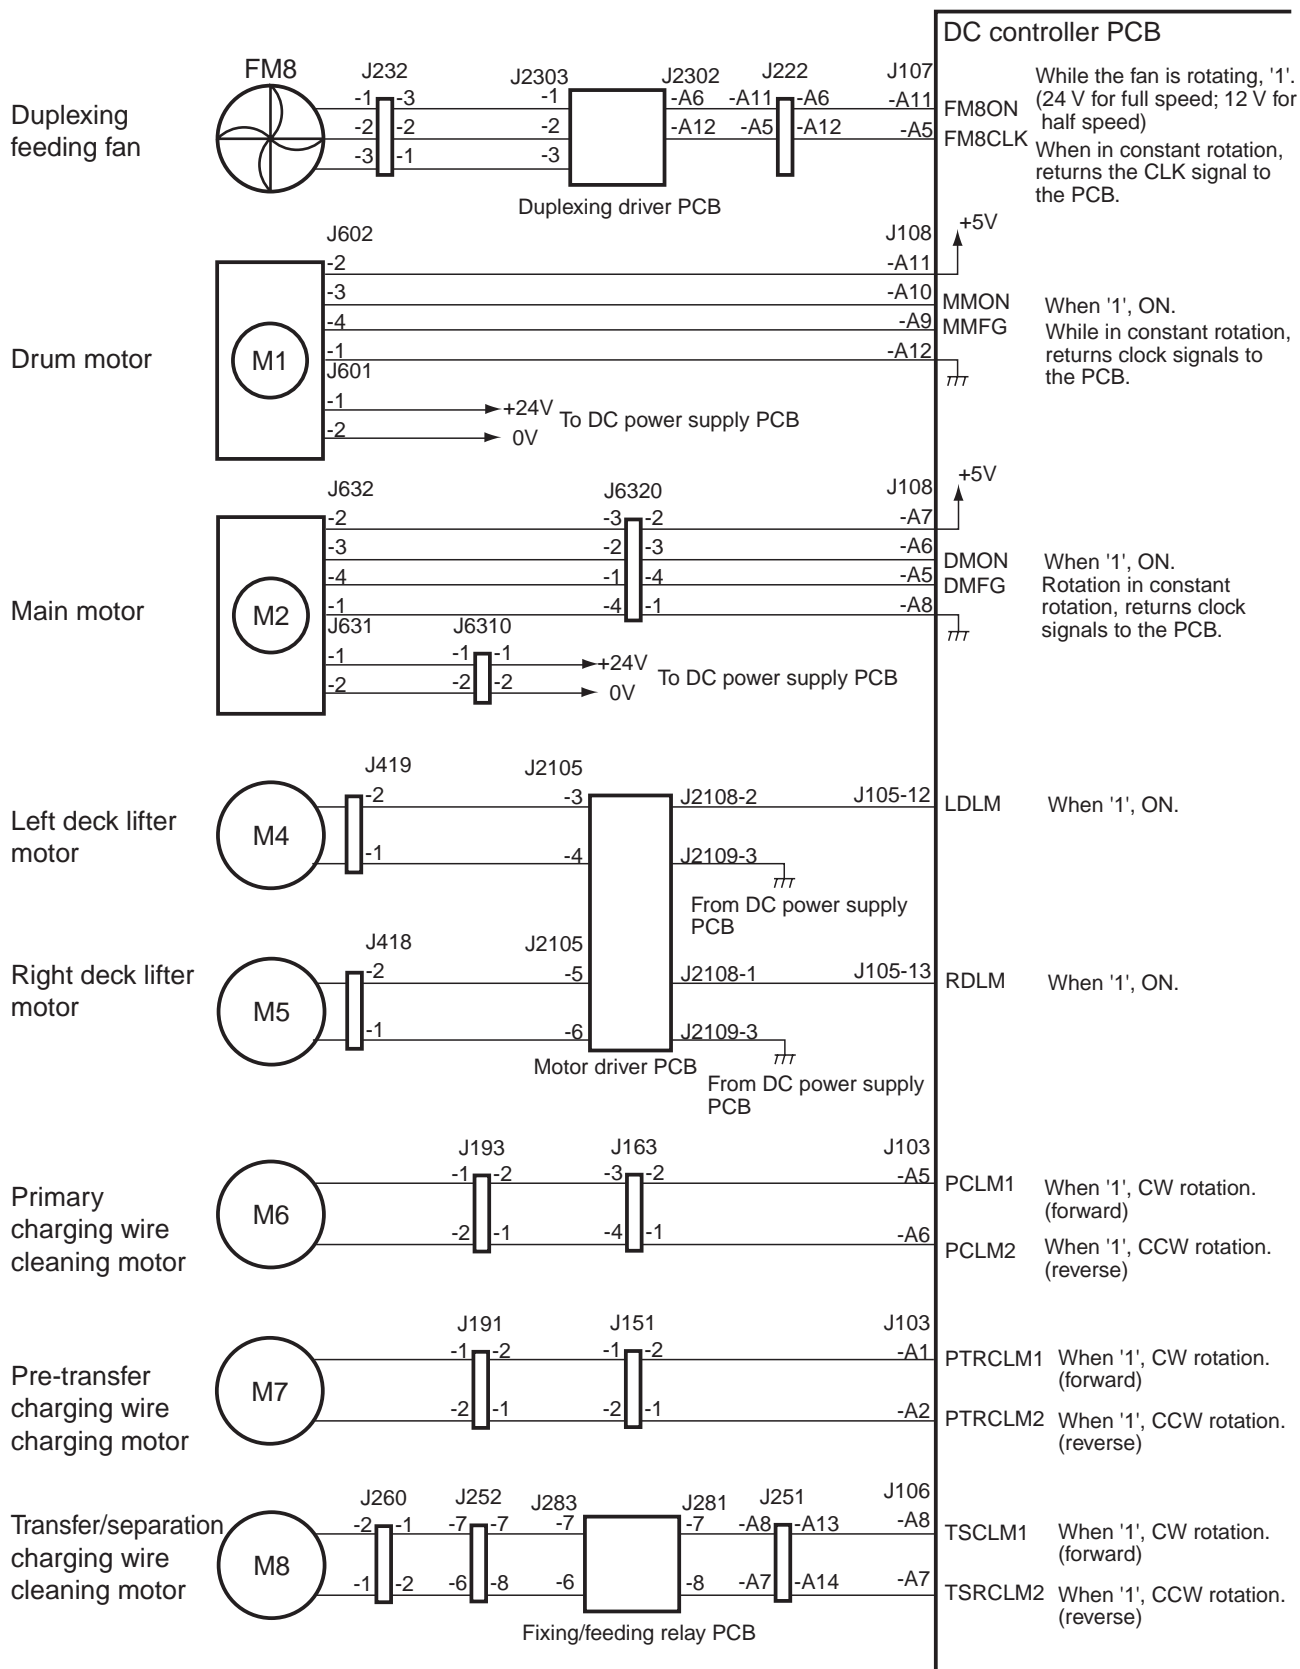 DC controller PCB
Duplexing
feeding fan
FM8
J232
J2303
J2302
J222
J107
-1 -3 -1 -A6 -A11 -A6 -A11
-2 -2 -2 -A12 -A5 -A12 -A5
-3 -1 -3
Duplexing driver PCB
FM8ON
FM8CLK
While the fan is rotating, '1'.
(24 V for full speed; 12 V for
half speed)
When in constant rotation,
returns the CLK signal to
the PCB.
Drum motor
M1
J602
J108
+5V
-2 -A11
-3 -A10
-4 -A9
-1 -A12
MMON
MMFG
When '1', ON.
While in constant rotation,
returns clock signals to
the PCB.
J601
-1 +24V
-2 0V
To DC power supply PCB
Main motor
M2
J632
J6320
J108
+5V
-2 -3 -2 -A7
-3 -2 -3 -A6
-4 -1 -4 -A5
-1 -4 -1 -A8
DMON
DMFG
When '1', ON.
Rotation in constant
rotation, returns clock
signals to the PCB.
J631
J6310
-1 -1 -1 +24V
-2 -2 -2 0V
To DC power supply PCB
Left deck lifter
motor
M4
J419
J2105
-2 -3 J2108-2 J105-12 LDLM
When '1', ON.
-1 -4 J2109-3
From DC power supply
PCB
Right deck lifter
motor
M5
J418
J2105
-2 -5 J2108-1 J105-13 RDLM
When '1', ON.
-1 -6 J2109-3
Motor driver PCB
From DC power supply
PCB
Primary
charging wire
cleaning motor
M6
J193
J163
J103
-1 -2 -3 -2 -A5 PCLM1
When '1', CW rotation.
(forward)
-2 -1 -4 -1 -A6 PCLM2
When '1', CCW rotation.
(reverse)
Pre-transfer
charging wire
charging motor
M7
J191
J151
J103
-1 -2 -1 -2 -A1 PTRCLM1
When '1', CW rotation.
(forward)
-2 -1 -2 -1 -A2 PTRCLM2
When '1', CCW rotation.
(reverse)
Transfer/separation
charging wire
cleaning motor
M8
J260
J252
J283
J281
J251
J106
-2 -1 -7 -7 -7 -7 -A8 -A13 -A8 TSCLM1
When '1', CW rotation.
(forward)
-1 -2 -6 -8 -6 -8 -A7 -A14 -A7 TSRCLM2
When '1', CCW rotation.
(reverse)
Fixing/feeding relay PCB